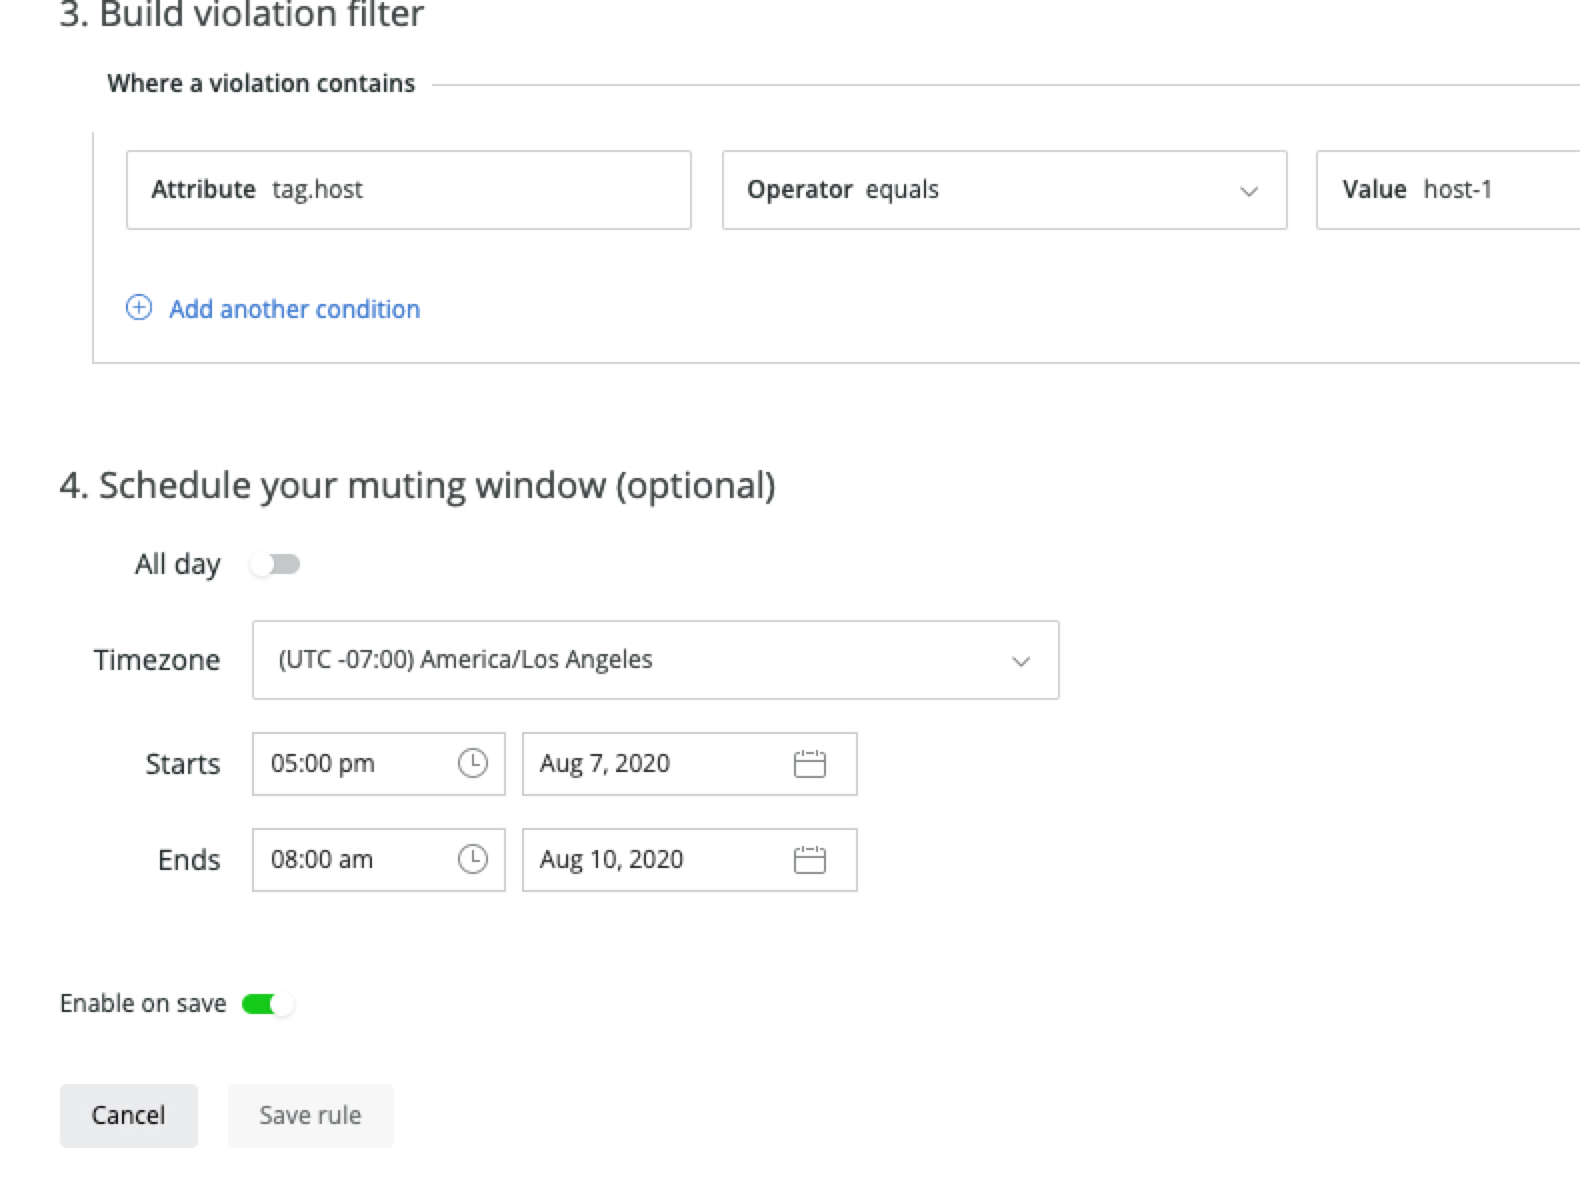 3. Build violation filter
Where a violation contains
Attribute tag.host Operator equals Value host-1
Add another condition
4. Schedule your muting window (optional)
All day
Timezone (UTC -07:00) America/Los Angeles
Starts 05:00 pm Aug 7, 2020
Ends 08:00 am Aug 10, 2020
Enable on save
Cancel Save rule